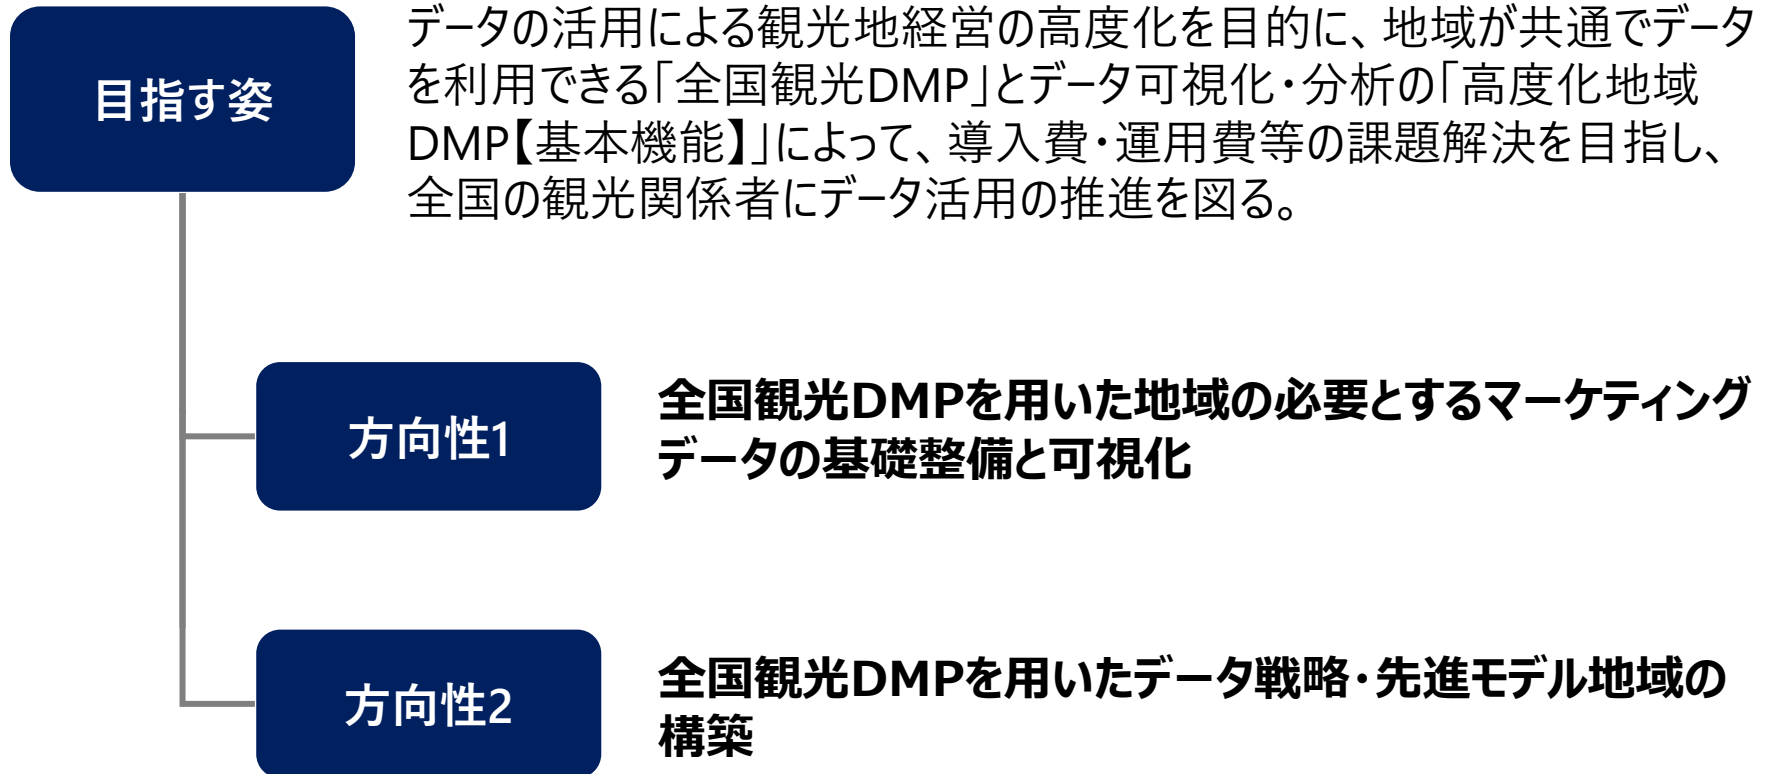 目指す姿
データの活用による観光地経営の高度化を目的に、地域が共通でデータ
を利用できる「全国観光DMP」とデータ可視化・分析の「高度化地域
DMP【基本機能】」によって、導入費・運用費等の課題解決を目指し、
全国の観光関係者にデータ活用の推進を図る。
方向性1
全国観光DMPを用いた地域の必要とするマーケティング
データの基礎整備と可視化
方向性2
全国観光DMPを用いたデータ戦略・先進モデル地域の
構築